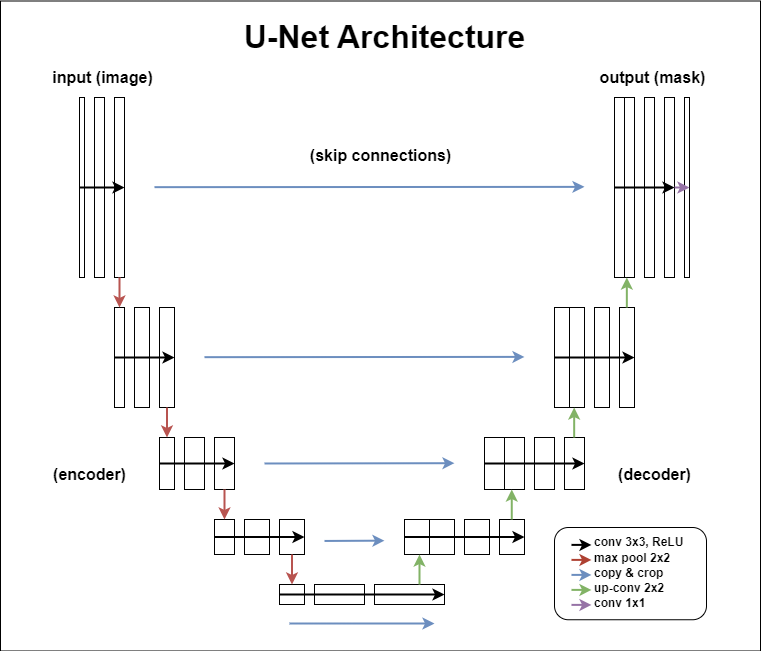 U-Net Architecture
input (image)
output (mask)
(skip connections)
(encoder)
(decoder)
conv 3x3, ReLU
max pool 2x2
copy & crop
up-conv 2x2
conv 1x1